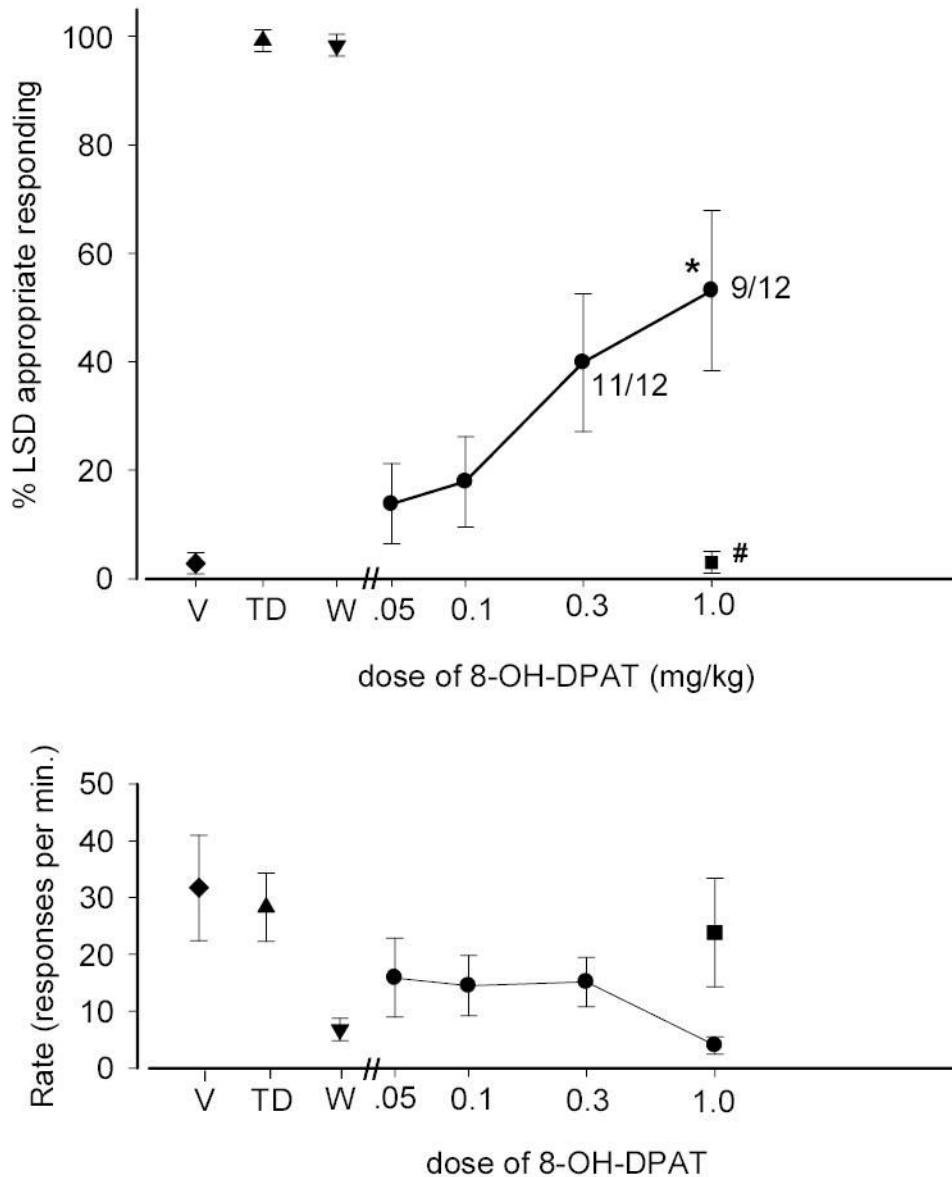 % LSD appropriate responding
100
80
60
40
20
0
*
9/12
11/12
#
V TD W .05 0.1 0.3 1.0
dose of 8-OH-DPAT (mg/kg)
Rate (responses per min.)
50
40
30
20
10
0
V TD W .05 0.1 0.3 1.0
dose of 8-OH-DPAT